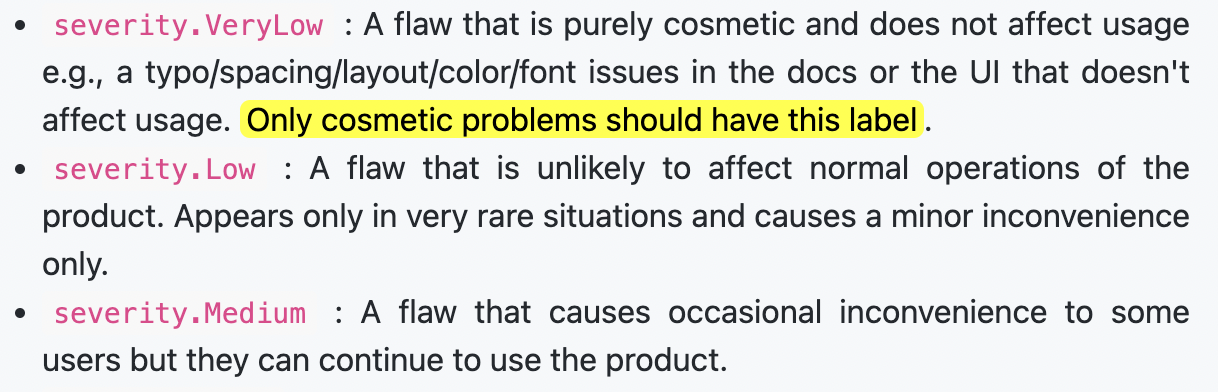 • severity.VeryLow : A flaw that is purely cosmetic and does not affect usage
e.g., a typo/spacing/layout/color/font issues in the docs or the UI that doesn't
affect usage. Only cosmetic problems should have this label.
• severity.Low : A flaw that is unlikely to affect normal operations of the
product. Appears only in very rare situations and causes a minor inconvenience
only.
• severity.Medium : A flaw that causes occasional inconvenience to some
users but they can continue to use the product.